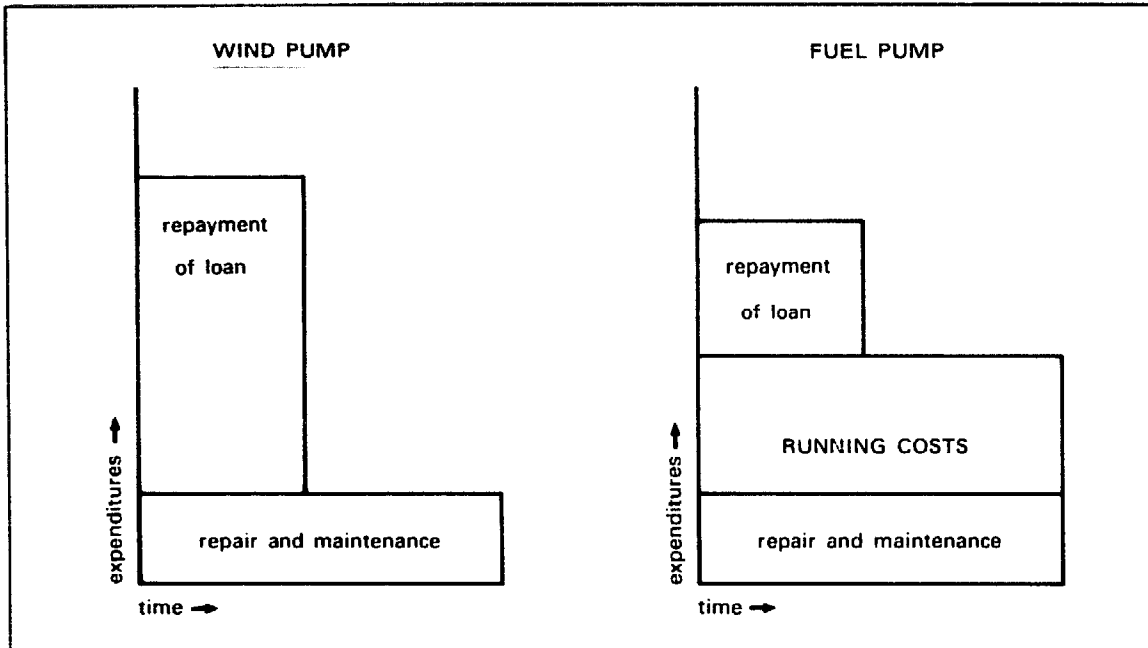 WIND PUMP
repayment
of loan
repair and maintenance
expenditures →
time →
FUEL PUMP
repayment
of loan
RUNNING COSTS
repair and maintenance
expenditures →
time →